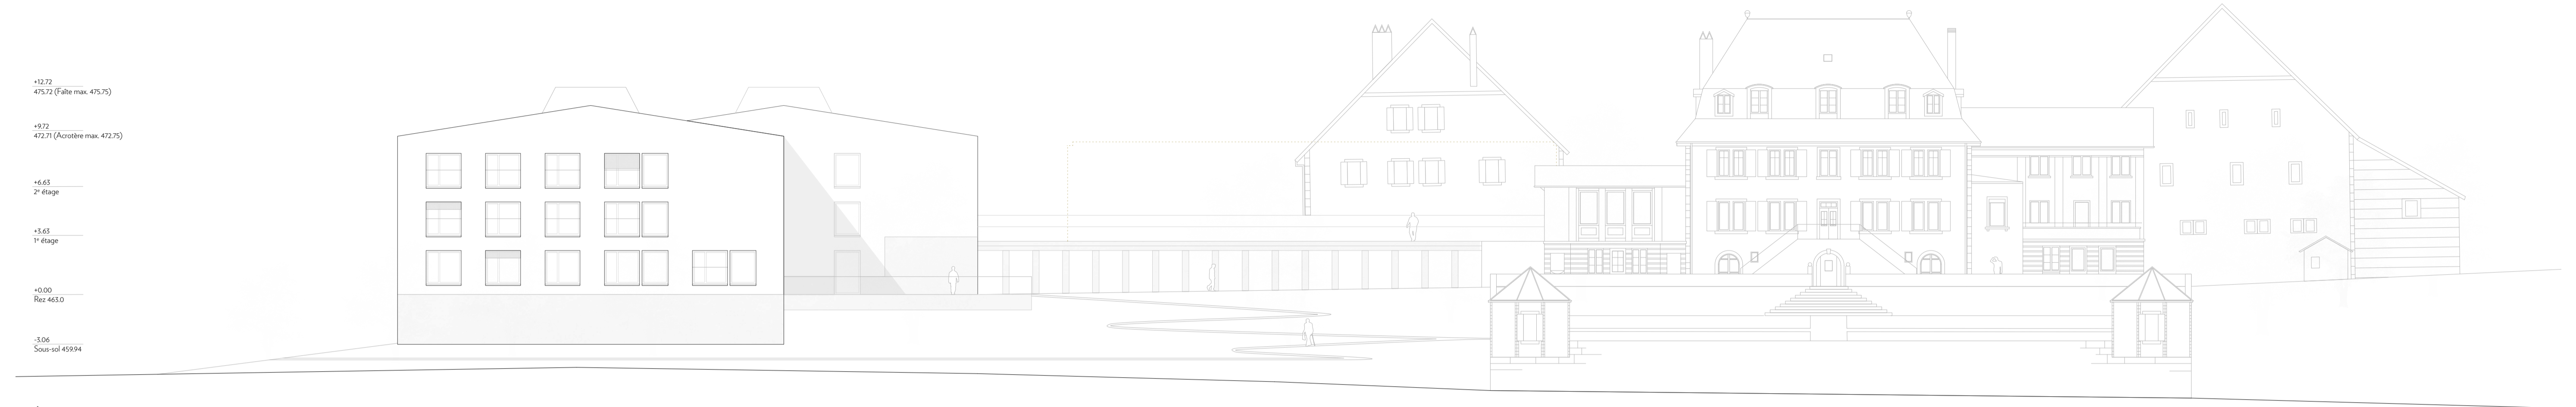 +12.72
475.72 (Faîte max. 475.75)
+9.72
472.71 (Acrotère max. 472.75)
+6.63
2e étage
+3.63
1e étage
+0.00
Rez 463.0
-3.06
Sous-sol 459.94